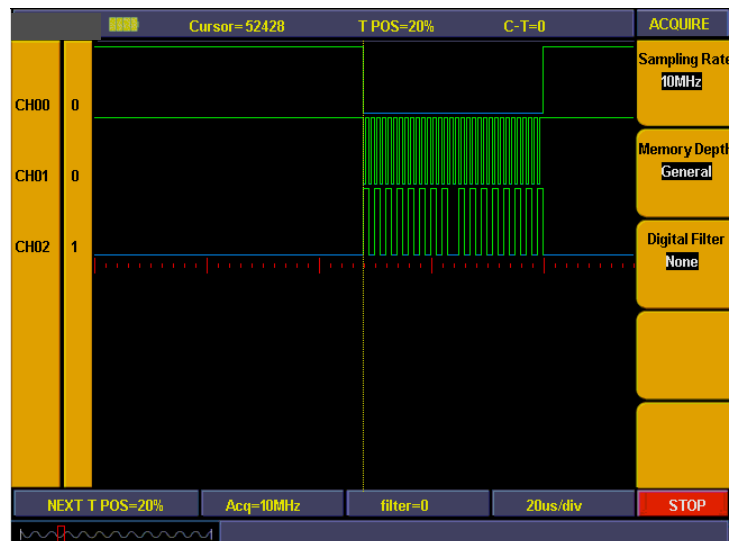 Cursor=52428 T POS=20% C-T=0 ACQUIRE
Sampling Rate
10MHz
CH00 0
Memory Depth
General
CH01 0
Digital Filter
None
CH02 1
NEXT T POS=20% Acq=10MHz filter=0 20us/div STOP